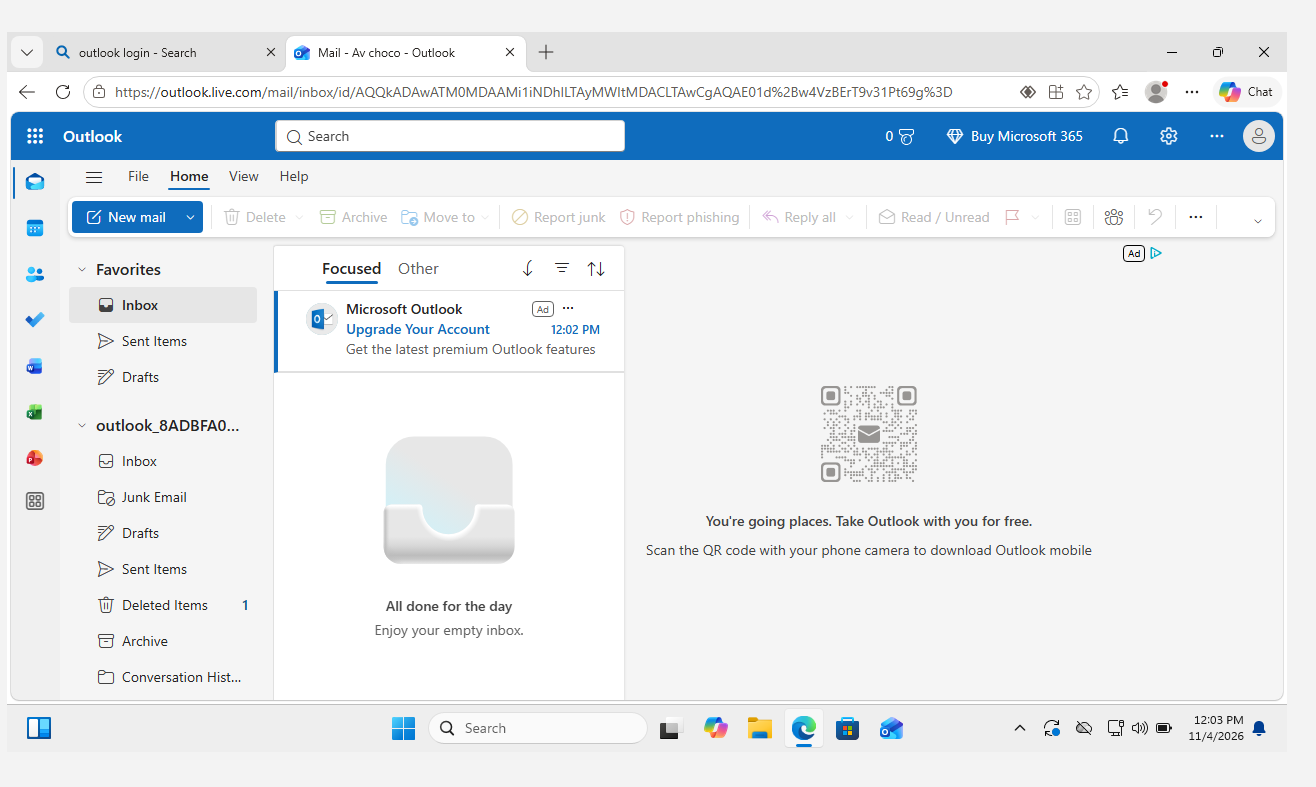 outlook login - Search
Mail - Av choco - Outlook
https://outlook.live.com/mail/inbox/id/AQQkADAwATM0MDAAMi1iNDhlLTAyMWItMDACLTAwCgAQAE01d%2Bw4VzBErT9v31Pt69g%3D
Chat
Outlook
Search
0
Buy Microsoft 365
File Home View Help
New mail
Delete
Archive
Move to
Report junk
Report phishing
Reply all
Read / Unread
Favorites
Inbox
Sent Items
Drafts
outlook_8ADBFA0...
Inbox
Junk Email
Drafts
Sent Items
Deleted Items 1
Archive
Conversation Hist...
Focused Other
Microsoft Outlook Ad
Upgrade Your Account 12:02 PM
Get the latest premium Outlook features
All done for the day
Enjoy your empty inbox.
Ad
You're going places. Take Outlook with you for free.
Scan the QR code with your phone camera to download Outlook mobile
Search
12:03 PM
11/4/2026